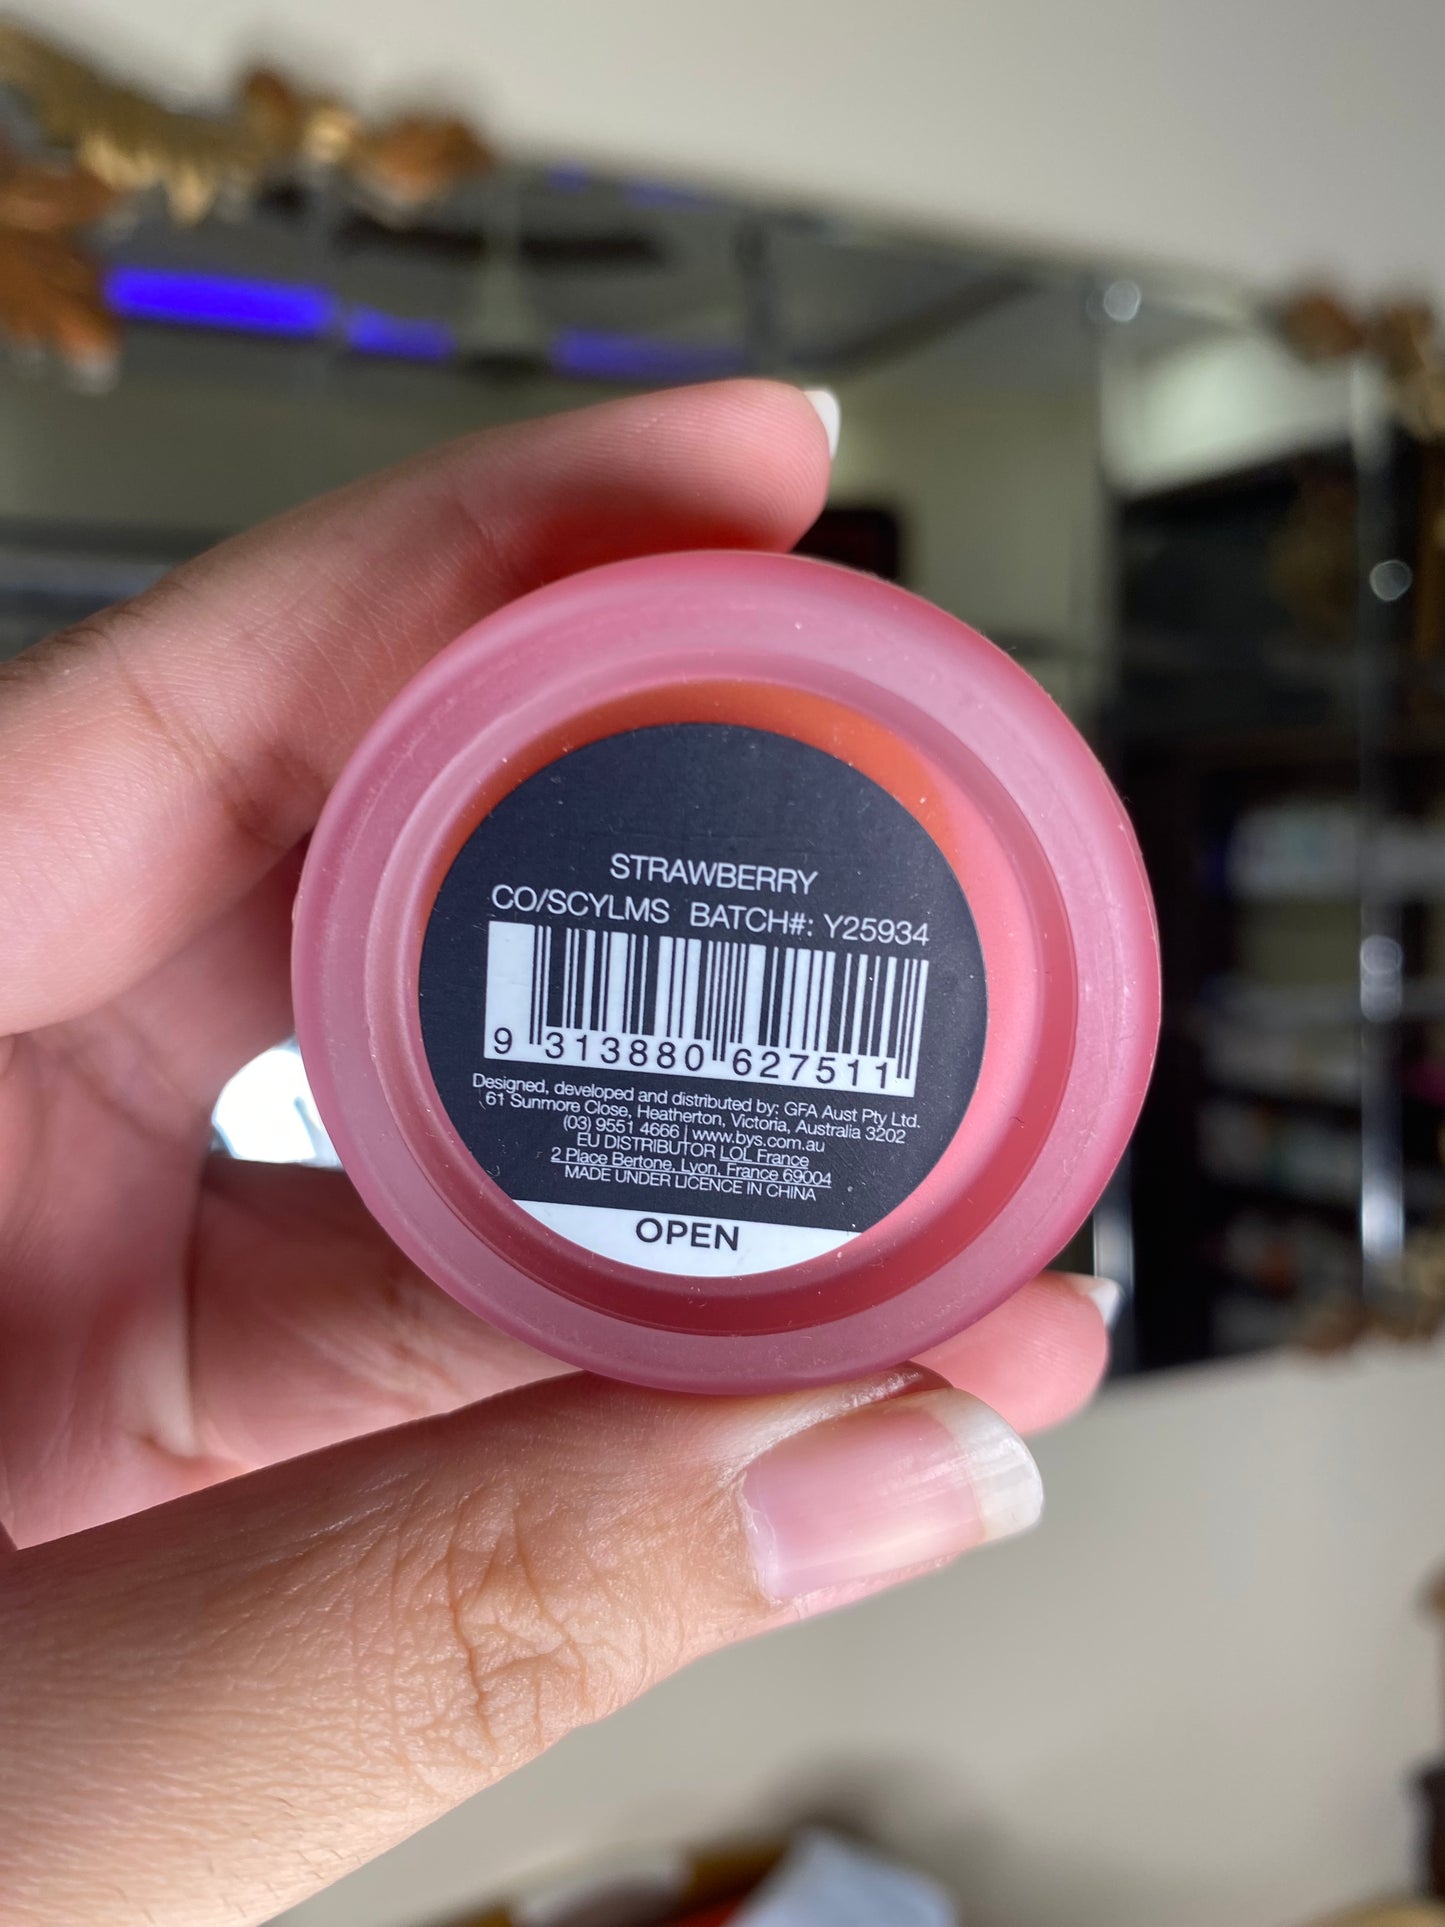 STRAWBERRY
CO/SCYLMS BATCH#: Y25934
9 313880 627511
Designed, developed and distributed by: GFA Aust Pty Ltd.
61 Sunmore Close, Heatherton, Victoria, Australia 3202
(03) 9551 4666 | www.bys.com.au
EU DISTRIBUTOR LOL France
2 Place Bertone, Lyon, France 69004
MADE UNDER LICENCE IN CHINA
OPEN